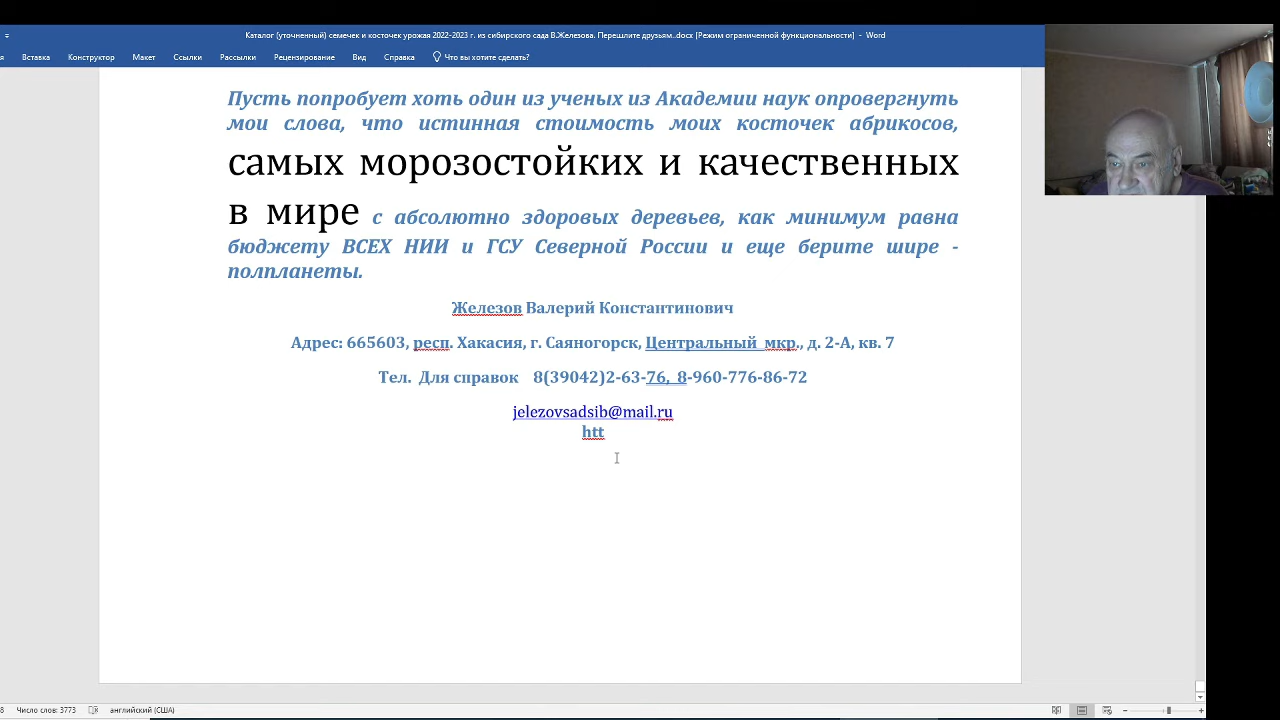 Каталог (уточненный) семечек и косточек урожая 2022-2023 г. из сибирского сада В.Железова. Перешлите друзьям..docx [Режим ограниченной функциональности] - Word
я Вставка Конструктор Макет Ссылки Рассылки Рецензирование Вид Справка Что вы хотите сделать?
Пусть попробует хоть один из ученых из Академии наук опровергнуть
мои слова, что истинная стоимость моих косточек абрикосов,
самых морозостойких и качественных
в мире с абсолютно здоровых деревьев, как минимум равна
бюджету ВСЕХ НИИ и ГСУ Северной России и еще берите шире -
полпланеты.
Железов Валерий Константинович
Адрес: 665603, респ. Хакасия, г. Саяногорск, Центральный мкр., д. 2-А, кв. 7
Тел. Для справок 8(39042)2-63-76, 8-960-776-86-72
jelezovsadsib@mail.ru
htt
8 Число слов: 3773 английский (США)